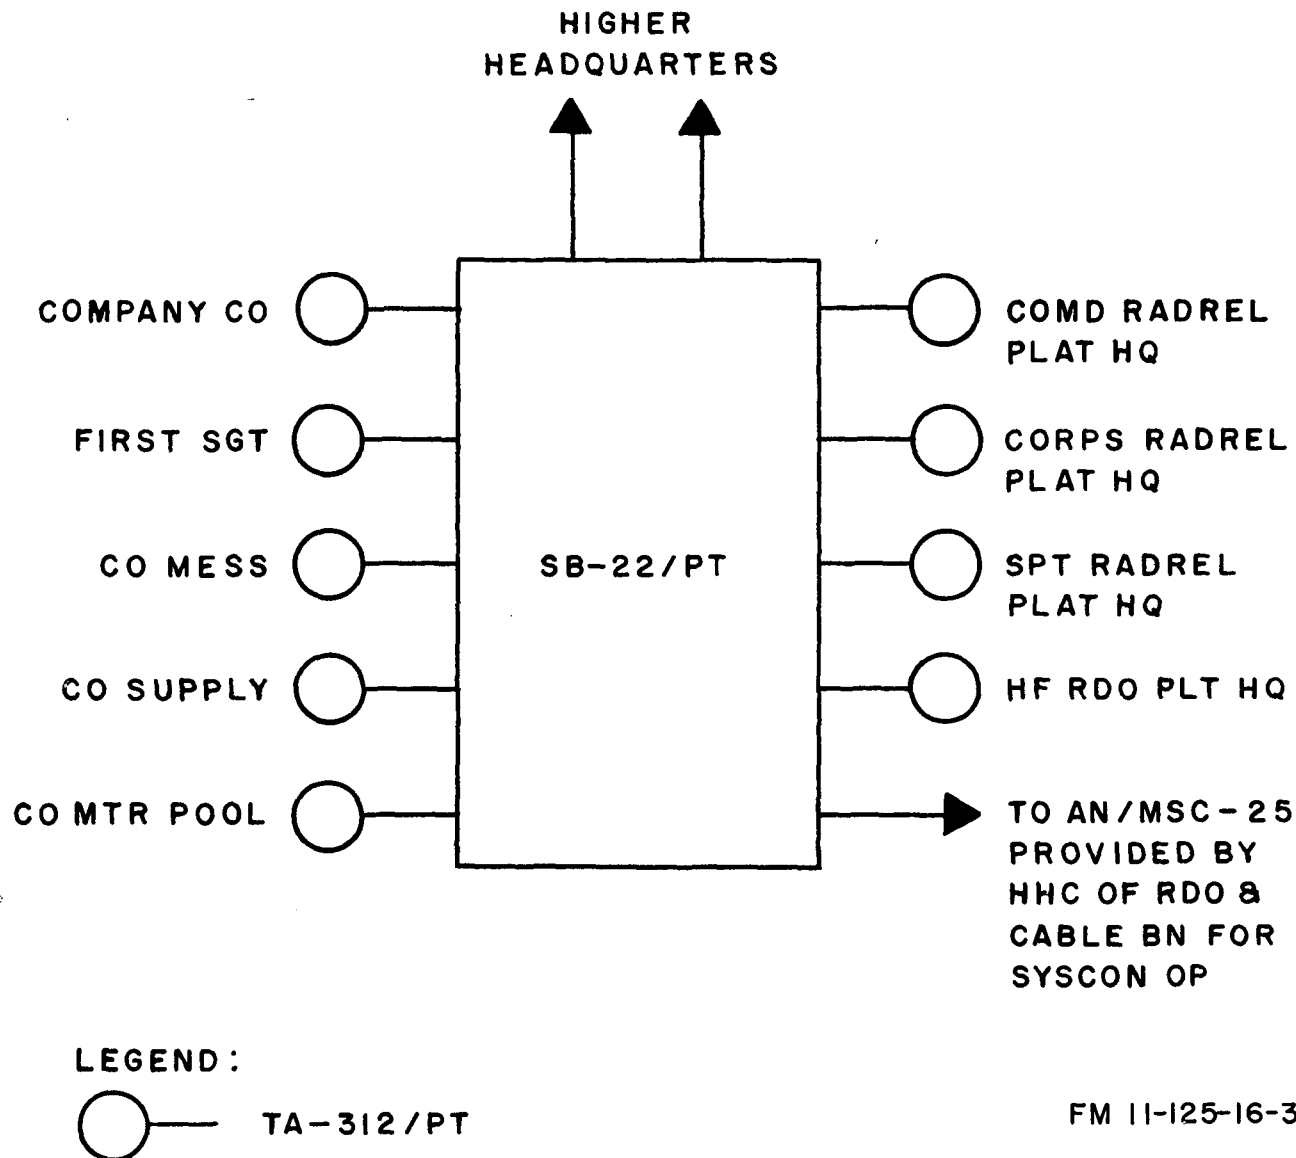 HIGHER
HEADQUARTERS
COMPANY CO
COMD RADREL
PLAT HQ
FIRST SGT
CORPS RADREL
PLAT HQ
CO MESS
SB-22/PT
SPT RADREL
PLAT HQ
CO SUPPLY
HF RDO PLT HQ
CO MTR POOL
TO AN/MSC-25
PROVIDED BY
HHC OF RDO &
CABLE BN FOR
SYSCON OP
LEGEND:
TA-312/PT
FM 11-125-16-3